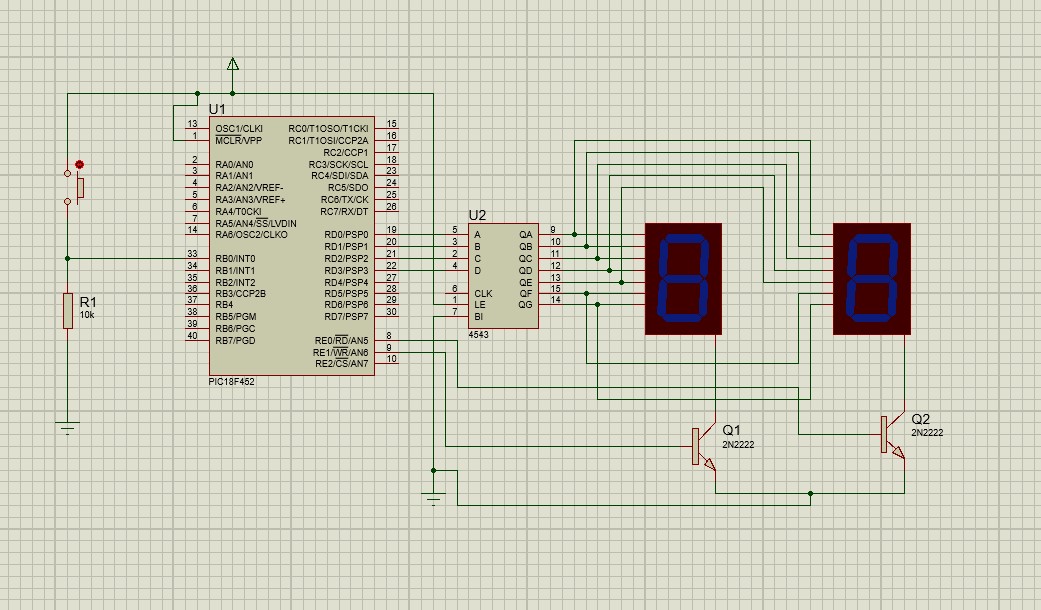 U1
13 OSC1/CLKI RC0/T1OSO/T1CKI 15
1 MCLR/VPP RC1/T1OSI/CCP2A 16
RC2/CCP1 17
2 RA0/AN0 RC3/SCK/SCL 18
3 RA1/AN1 RC4/SDI/SDA 23
4 RA2/AN2/VREF- RC5/SDO 24
5 RA3/AN3/VREF+ RC6/TX/CK 25
6 RA4/T0CKI RC7/RX/DT 26
7 RA5/AN4/SS/LVDIN
14 RA6/OSC2/CLKO RD0/PSP0 19
RD1/PSP1 20
33 RB0/INT0 RD2/PSP2 21
34 RB1/INT1 RD3/PSP3 22
35 RB2/INT2 RD4/PSP4 27
36 RB3/CCP2B RD5/PSP5 28
37 RB4 RD6/PSP6 29
38 RB5/PGM RD7/PSP7 30
39 RB6/PGC
40 RB7/PGD RE0/RD/AN5 8
RE1/WR/AN6 9
RE2/CS/AN7 10
PIC18F452
R1
10k
U2
5 A QA 9
3 B QB 10
2 C QC 11
4 D QD 12
QE 13
6 CLK QF 15
1 LE QG 14
7 BI
4543
Q1
2N2222
Q2
2N2222